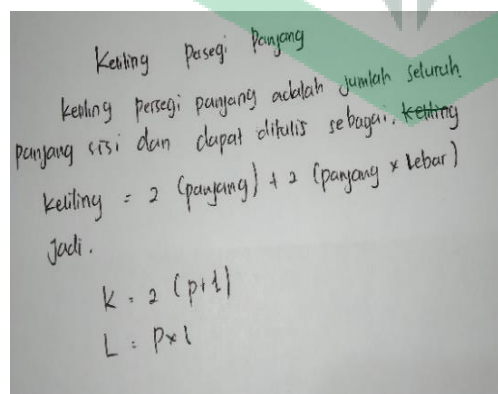 Keliling Persegi Panjang
Keliling persegi panjang adalah jumlah seluruh
panjang sisi dan dapat ditulis sebagai. Keliling
Keliling = 2 (panjang) + 2 (panjang × Lebar)
Jadi.
K = 2 (p+l)
L = P×l